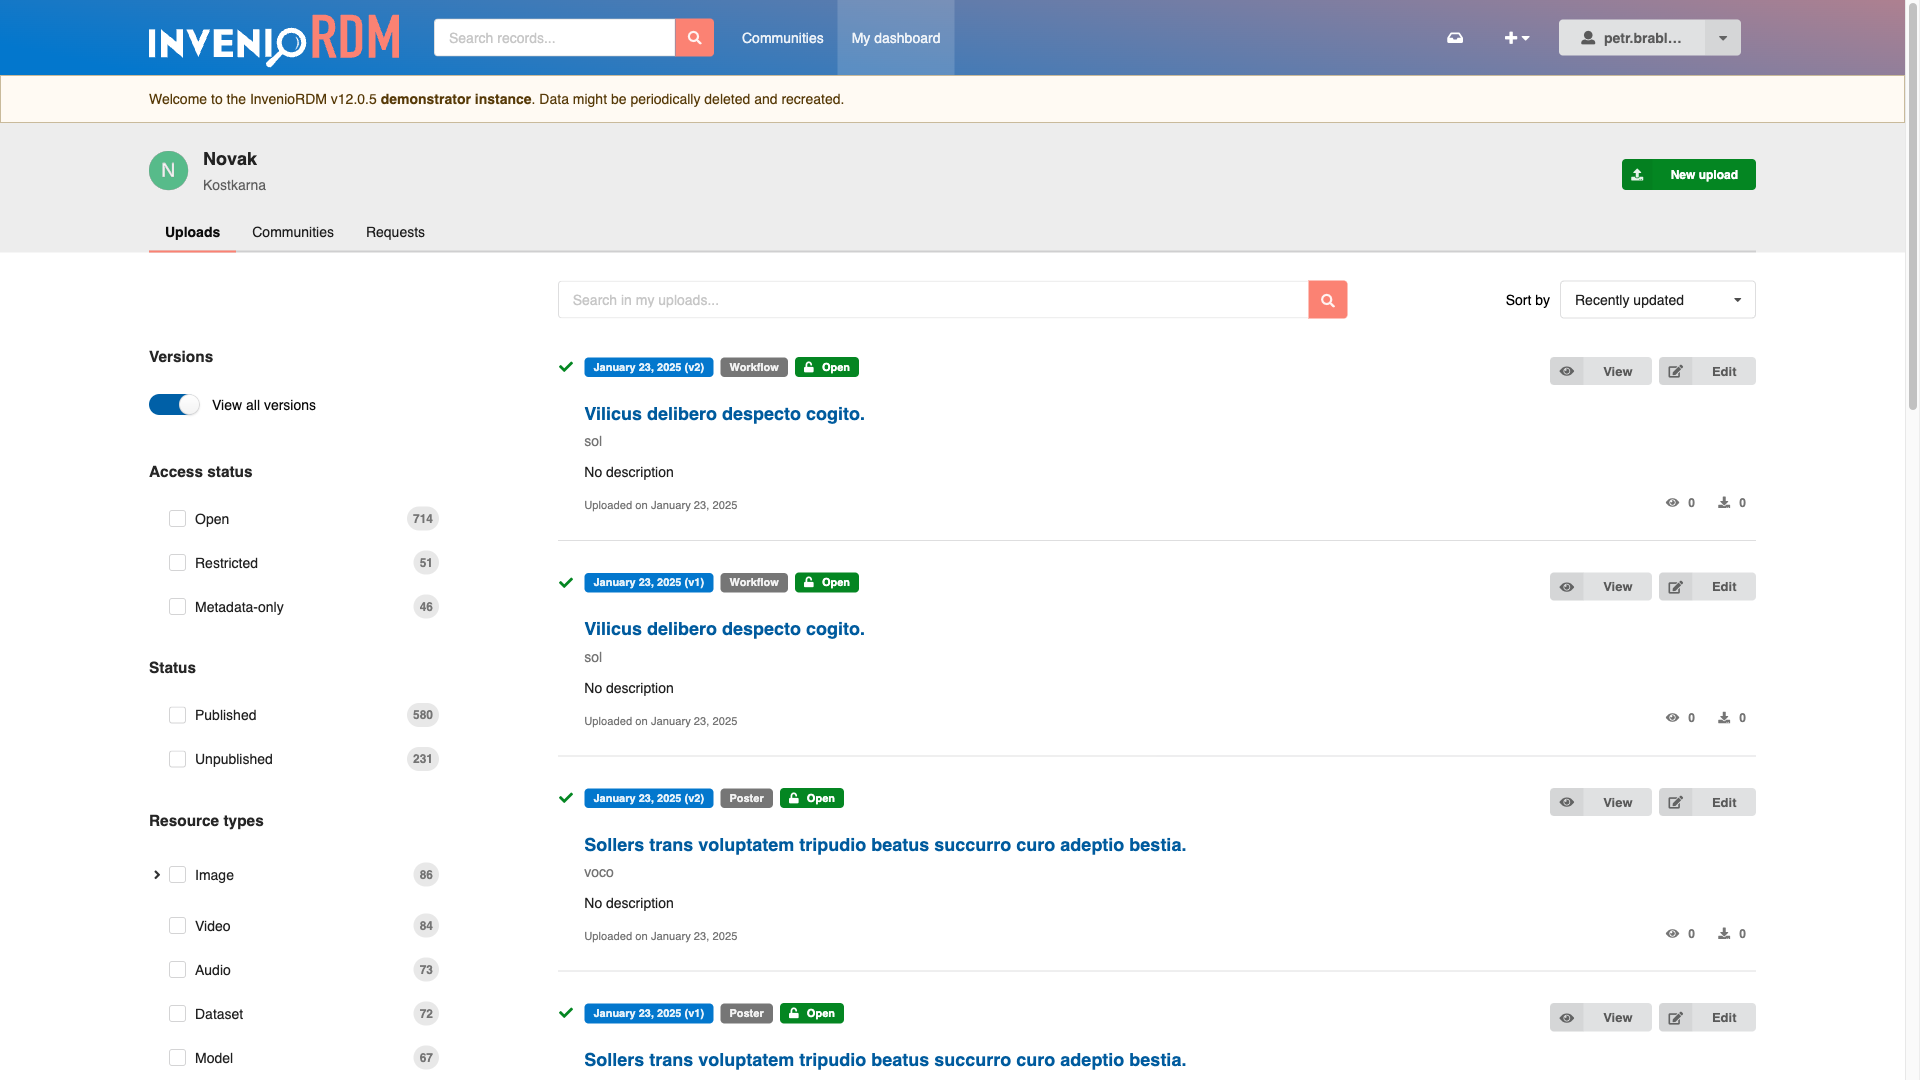 INVENIO RDM
Search records...
Communities
My dashboard
petr.brabl...
Welcome to the InvenioRDM v12.0.5 demonstrator instance. Data might be periodically deleted and recreated.
N
Novak
Kostkarna
New upload
Uploads
Communities
Requests
Search in my uploads...
Sort by
Recently updated
Versions
View all versions
Access status
Open 714
Restricted 51
Metadata-only 46
Status
Published 580
Unpublished 231
Resource types
Image 86
Video 84
Audio 73
Dataset 72
Model 67
January 23, 2025 (v2) Workflow Open
View Edit
Vilicus delibero despecto cogito.
sol
No description
Uploaded on January 23, 2025
0 0
January 23, 2025 (v1) Workflow Open
View Edit
Vilicus delibero despecto cogito.
sol
No description
Uploaded on January 23, 2025
0 0
January 23, 2025 (v2) Poster Open
View Edit
Sollers trans voluptatem tripudio beatus succurro curo adeptio bestia.
voco
No description
Uploaded on January 23, 2025
0 0
January 23, 2025 (v1) Poster Open
View Edit
Sollers trans voluptatem tripudio beatus succurro curo adeptio bestia.